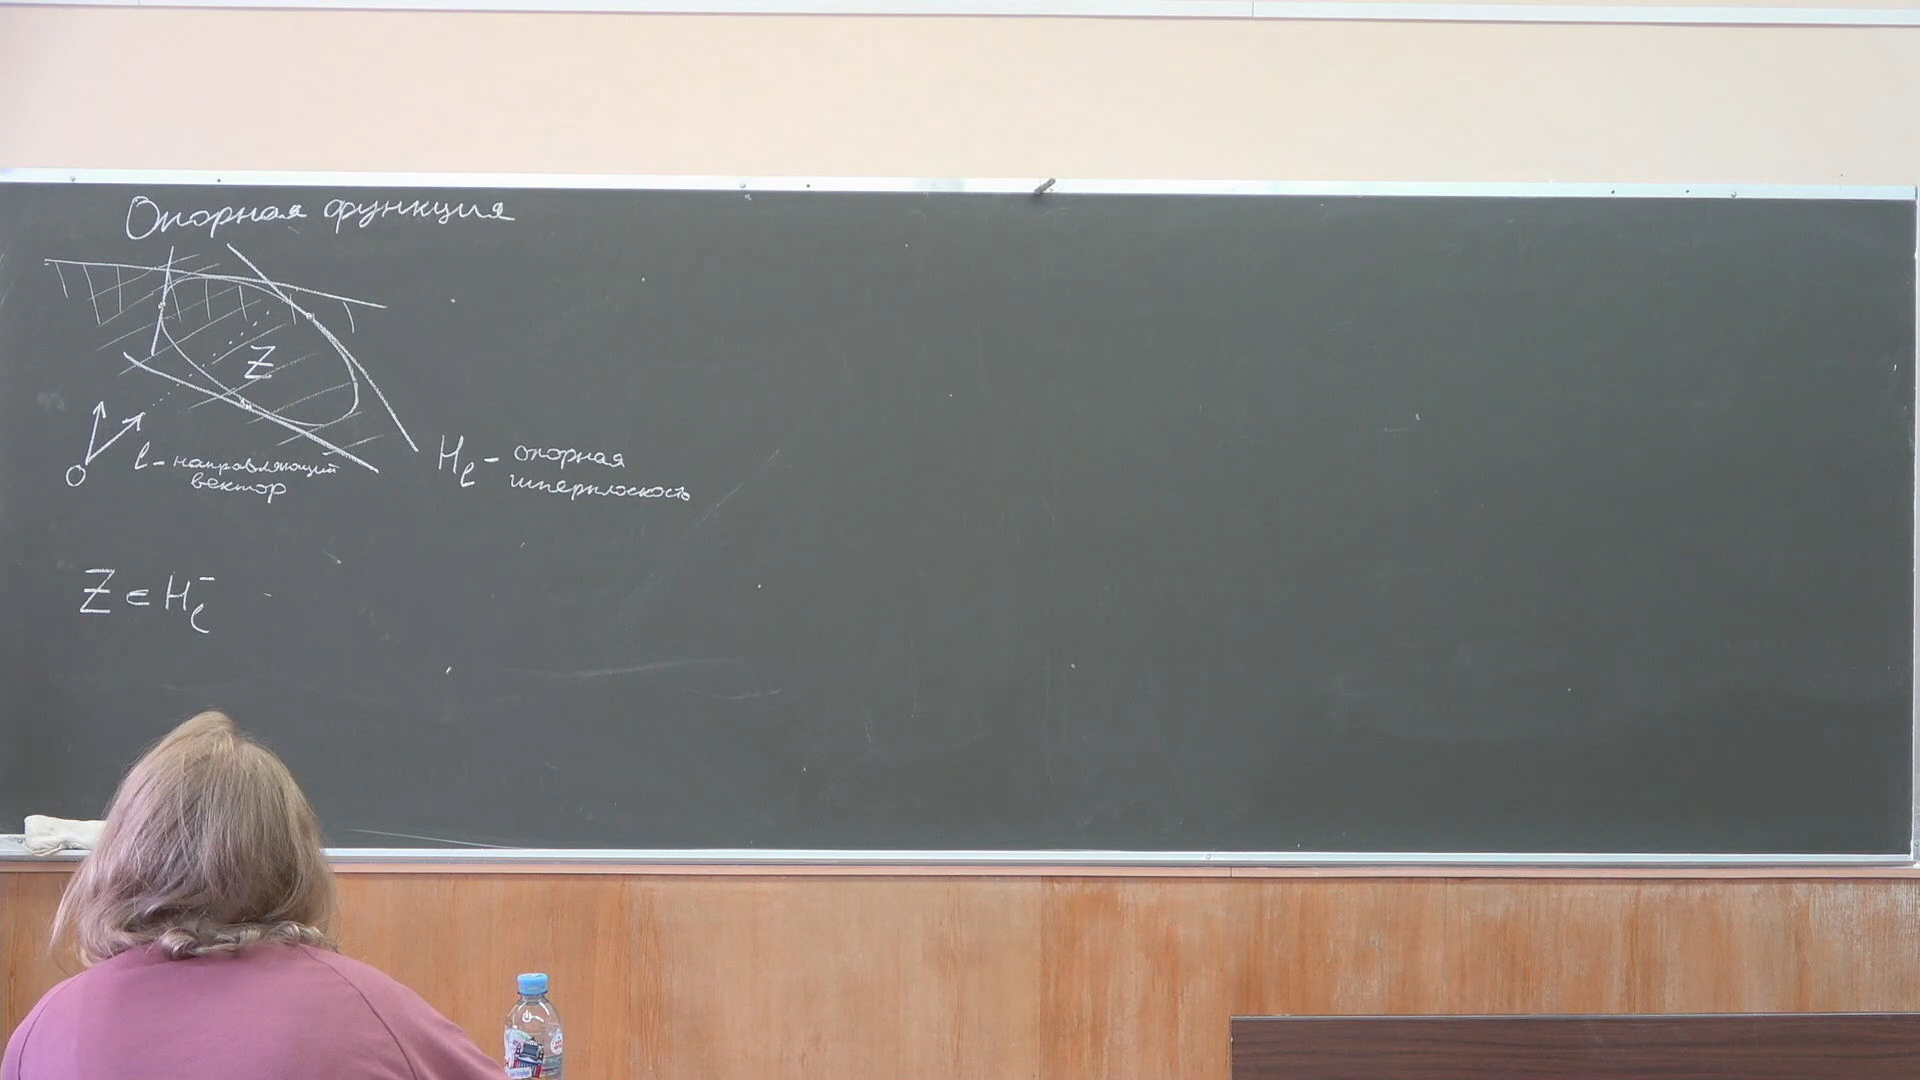 Опорная функция
Z
O
l - направляющий
вектор
H_l - опорная
гиперплоскость
Z ∈ H_l^-